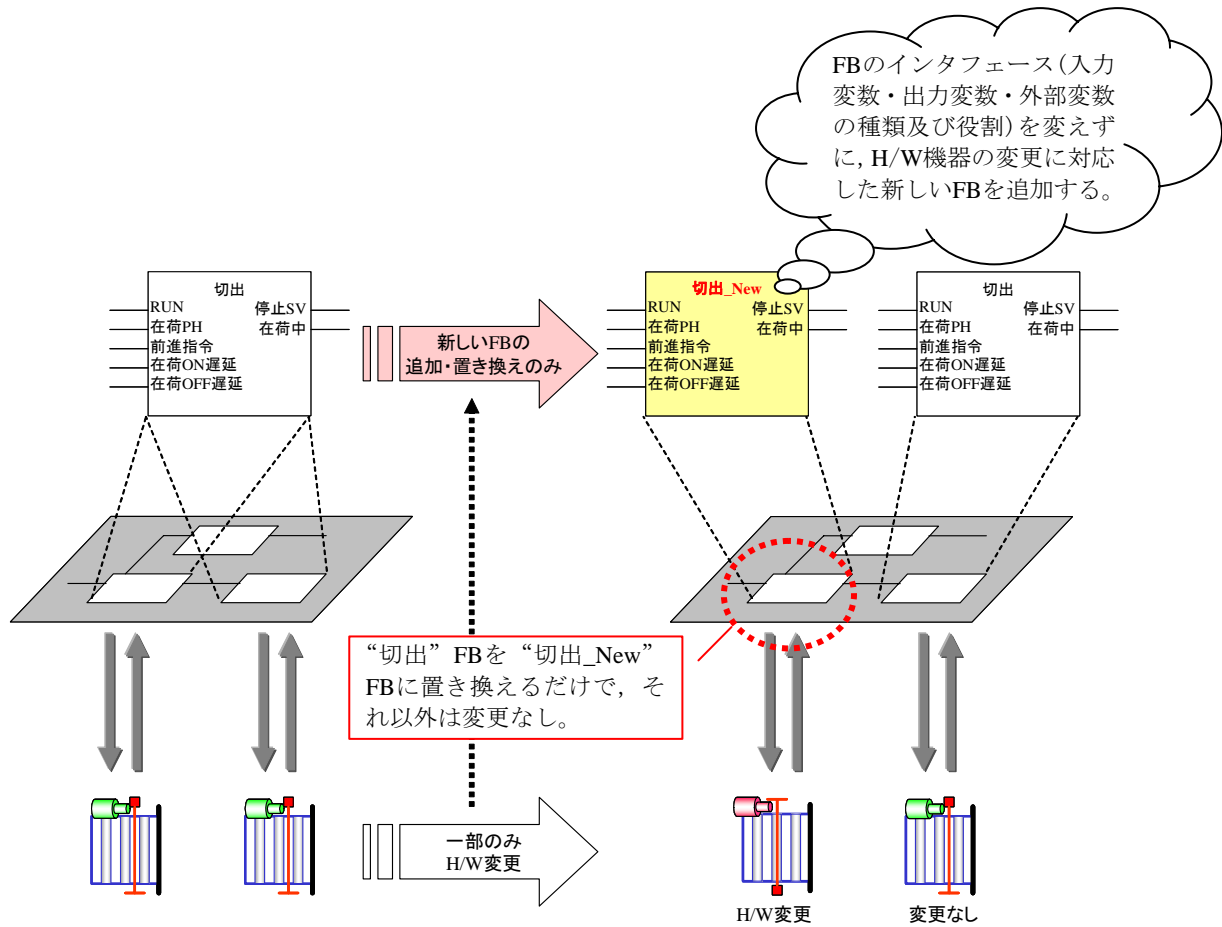 FBのインタフェース（入力
変数・出力変数・外部変数
の種類及び役割）を変えず
に，H/W機器の変更に対応
した新しいFBを追加する。
切出
RUN
在荷PH
前進指令
在荷ON遅延
在荷OFF遅延
停止SV
在荷中
新しいFBの
追加・置き換えのみ
切出_New
RUN
在荷PH
前進指令
在荷ON遅延
在荷OFF遅延
停止SV
在荷中
切出
RUN
在荷PH
前進指令
在荷ON遅延
在荷OFF遅延
停止SV
在荷中
“切出”FBを“切出_New”
FBに置き換えるだけで，そ
れ以外は変更なし。
一部のみ
H/W変更
H/W変更
変更なし